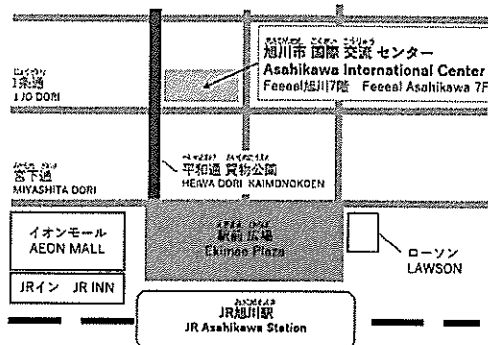 旭川市 国際 交流 センター
Asahikawa International Center
Feeeal旭川7階 Feeeal Asahikawa 7F
1条通
1 JO DORI
平和通 買物公園
HEIWA DORI KAIMONOKOEN
宮下通
MIYASHITA DORI
イオンモール
AEON MALL
駅前 広場
Ekimae Plaza
ローソン
LAWSON
JRイン JR INN
JR旭川駅
JR Asahikawa Station